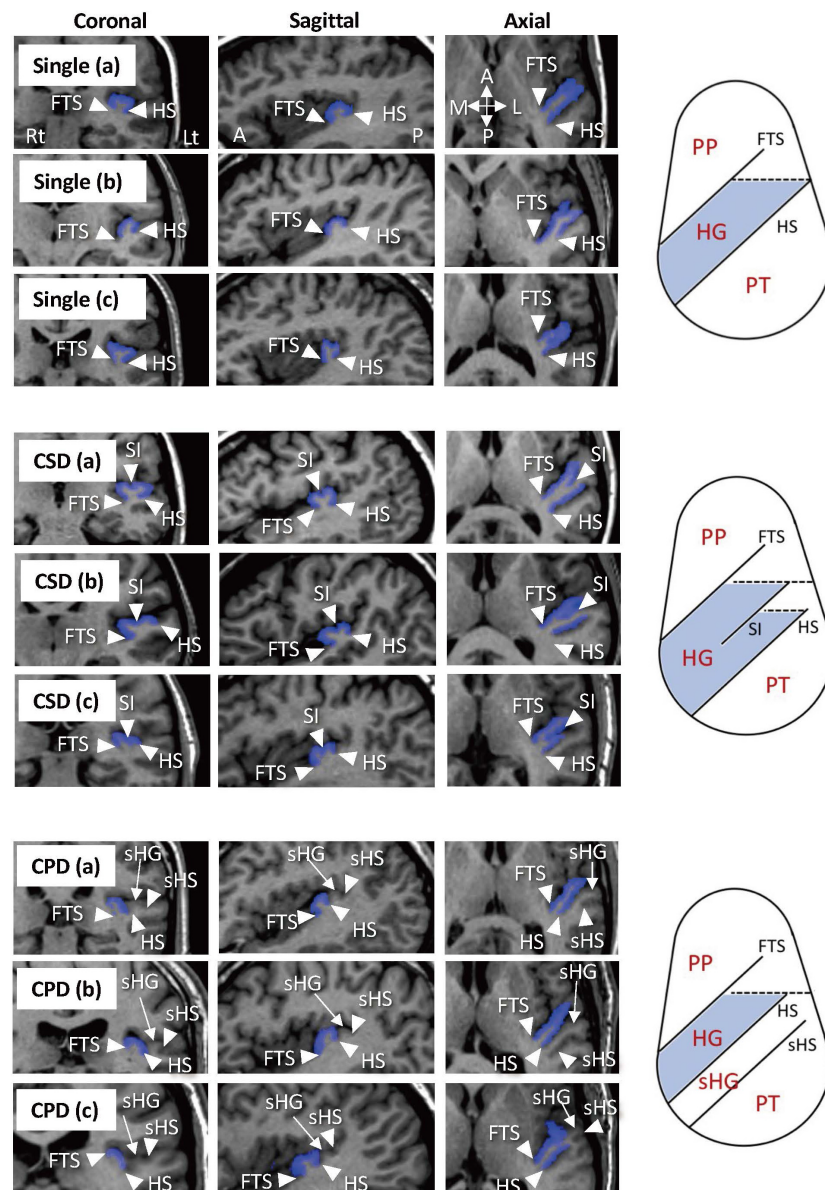 Coronal Sagittal Axial
Single (a)
FTS HS
Rt Lt
FTS HS
A P
FTS
A
M L
P
HS
PP
FTS
HG
HS
PT
Single (b)
FTS HS
FTS HS
FTS
HS
Single (c)
FTS HS
FTS HS
FTS
HS
CSD (a)
SI
FTS HS
SI
FTS HS
FTS SI
HS
PP
FTS
SI HS
HG
PT
CSD (b)
SI
FTS HS
SI
FTS HS
FTS SI
HS
CSD (c)
SI
FTS HS
SI
FTS HS
FTS SI
HS
CPD (a)
sHG
sHS
FTS
HS
sHG
sHS
FTS HS
sHG
FTS
HS sHS
PP
FTS
HS
HG
sHS
sHG
PT
CPD (b)
sHG
sHS
FTS
HS
sHG
sHS
FTS HS
sHG
FTS
HS sHS
CPD (c)
sHG
sHS
FTS
HS
sHG
sHS
FTS HS
sHG sHS
FTS
HS